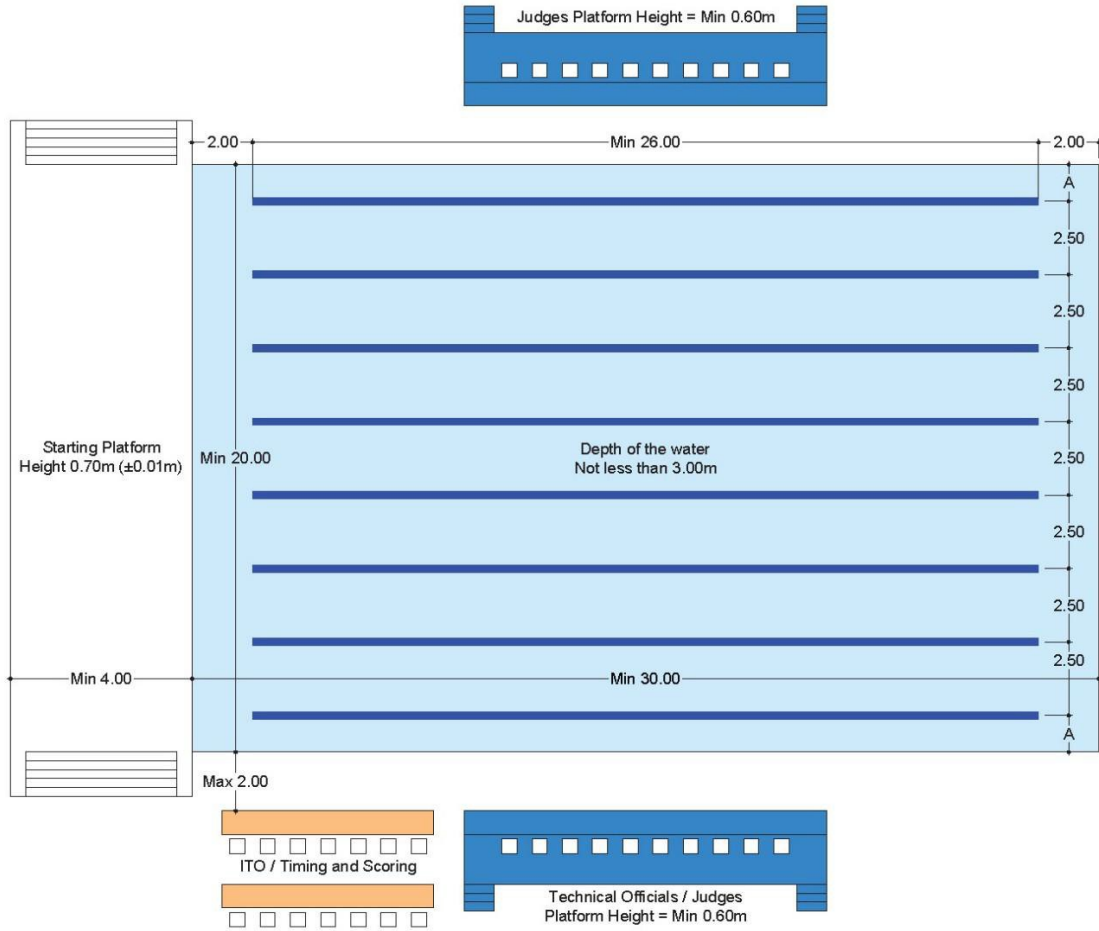 Judges Platform Height = Min 0.60m
2.00
Min 26.00
2.00
A
2.50
2.50
2.50
Starting Platform
Height 0.70m (±0.01m)
Min 20.00
Depth of the water
Not less than 3.00m
2.50
2.50
2.50
2.50
Min 4.00
Min 30.00
A
Max 2.00
ITO / Timing and Scoring
Technical Officials / Judges
Platform Height = Min 0.60m